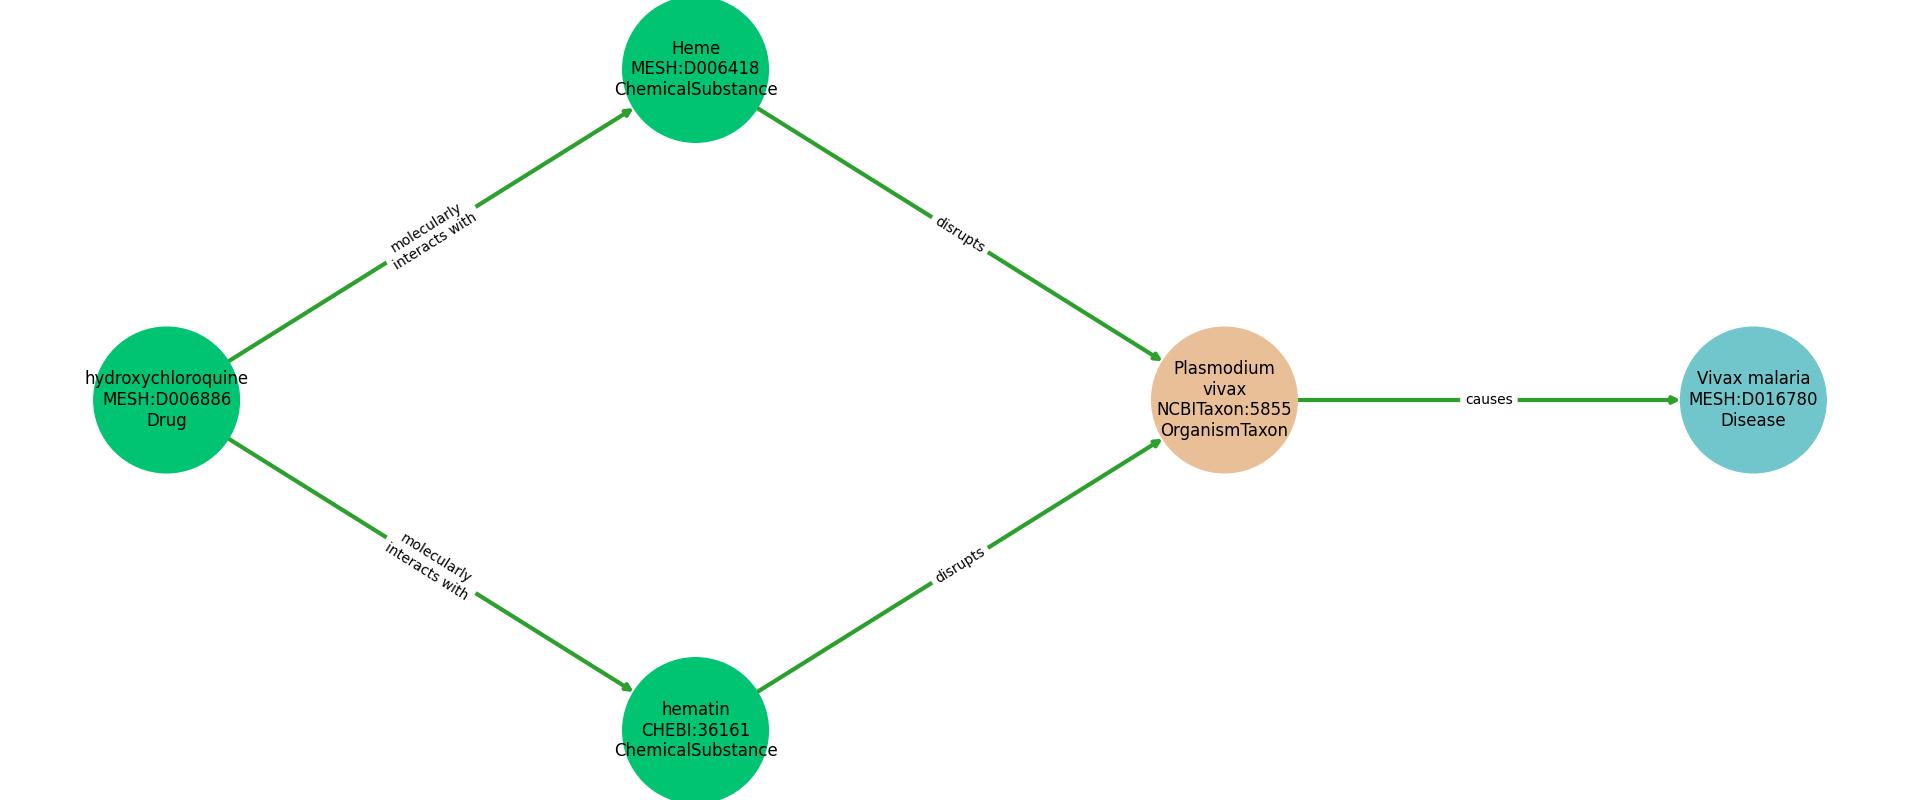 Heme
MESH:D006418
ChemicalSubstance
molecularly
interacts with
disrupts
hydroxychloroquine
MESH:D006886
Drug
Plasmodium
vivax
NCBITaxon:5855
OrganismTaxon
causes
Vivax malaria
MESH:D016780
Disease
molecularly
interacts with
disrupts
hematin
CHEBI:36161
ChemicalSubstance